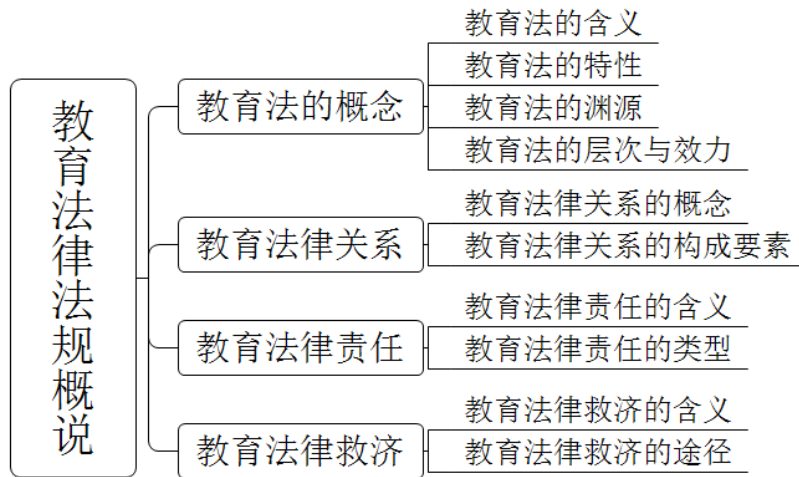 教育法律法规概说
教育法的概念
教育法的含义
教育法的特性
教育法的渊源
教育法的层次与效力
教育法律关系
教育法律关系的概念
教育法律关系的构成要素
教育法律责任
教育法律责任的含义
教育法律责任的类型
教育法律救济
教育法律救济的含义
教育法律救济的途径